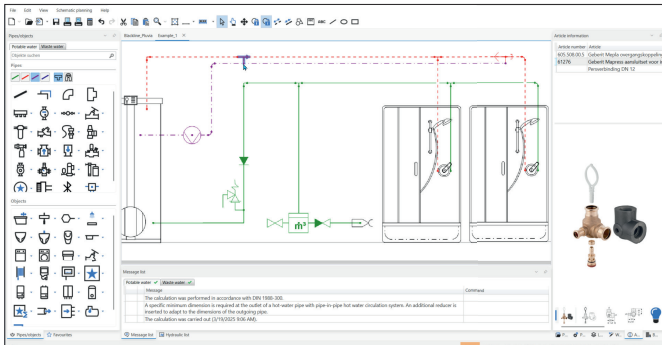 File Edit View Schematic planning Help
ABC
Pipes/objects
Potable water Waste water
Objecte suchen
Pipes
Objects
Pipes/objects Favourites
Blackline_Pluvia Example_1
m³
Message list
Potable water Waste water
Message Commun
The calculation was performed in accordance with DIN 1988-300.
A specific minimum dimension is required at the outlet of a hot-water pipe with pipe-in-pipe hot water circulation system. An additional reducer is
inserted to adapt to the dimensions of the outgoing pipe.
The calculation was carried out (3/19/2025 9:06 AM).
Message list Hydraulic list
Article information
Article number Article
605.508.00.5 Geberit Mepla overgangskoppeling
61276 Geberit Mapress aansluitset voor i
Persverbinding DN 12
P... P... L... W... A... B...